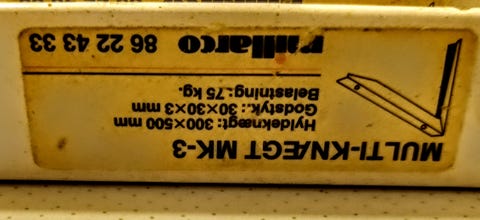 MULTI-KNÆGT MK-3
Hyldeknægt: 300×500 mm
Godstyk.: 30×30×3 mm
Belastning: 75 kg.
millarco 86 22 43 33